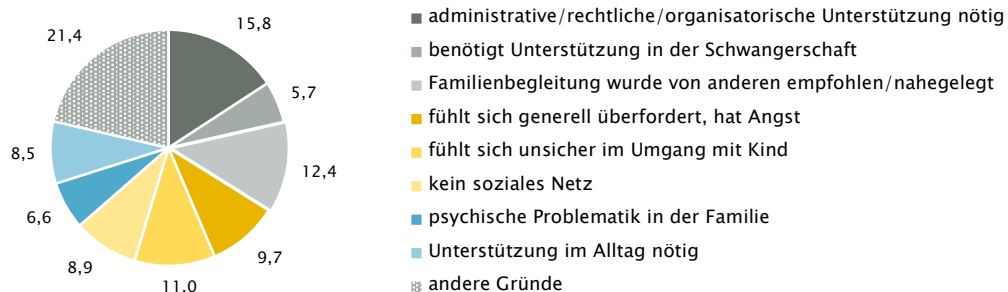 15,8
5,7
12,4
9,7
11,0
8,9
6,6
8,5
21,4
administrative/rechtliche/organisatorische Unterstützung nötig
benötigt Unterstützung in der Schwangerschaft
Familienbegleitung wurde von anderen empfohlen/nahegelegt
fühlt sich generell überfordert, hat Angst
fühlt sich unsicher im Umgang mit Kind
kein soziales Netz
psychische Problematik in der Familie
Unterstützung im Alltag nötig
andere Gründe